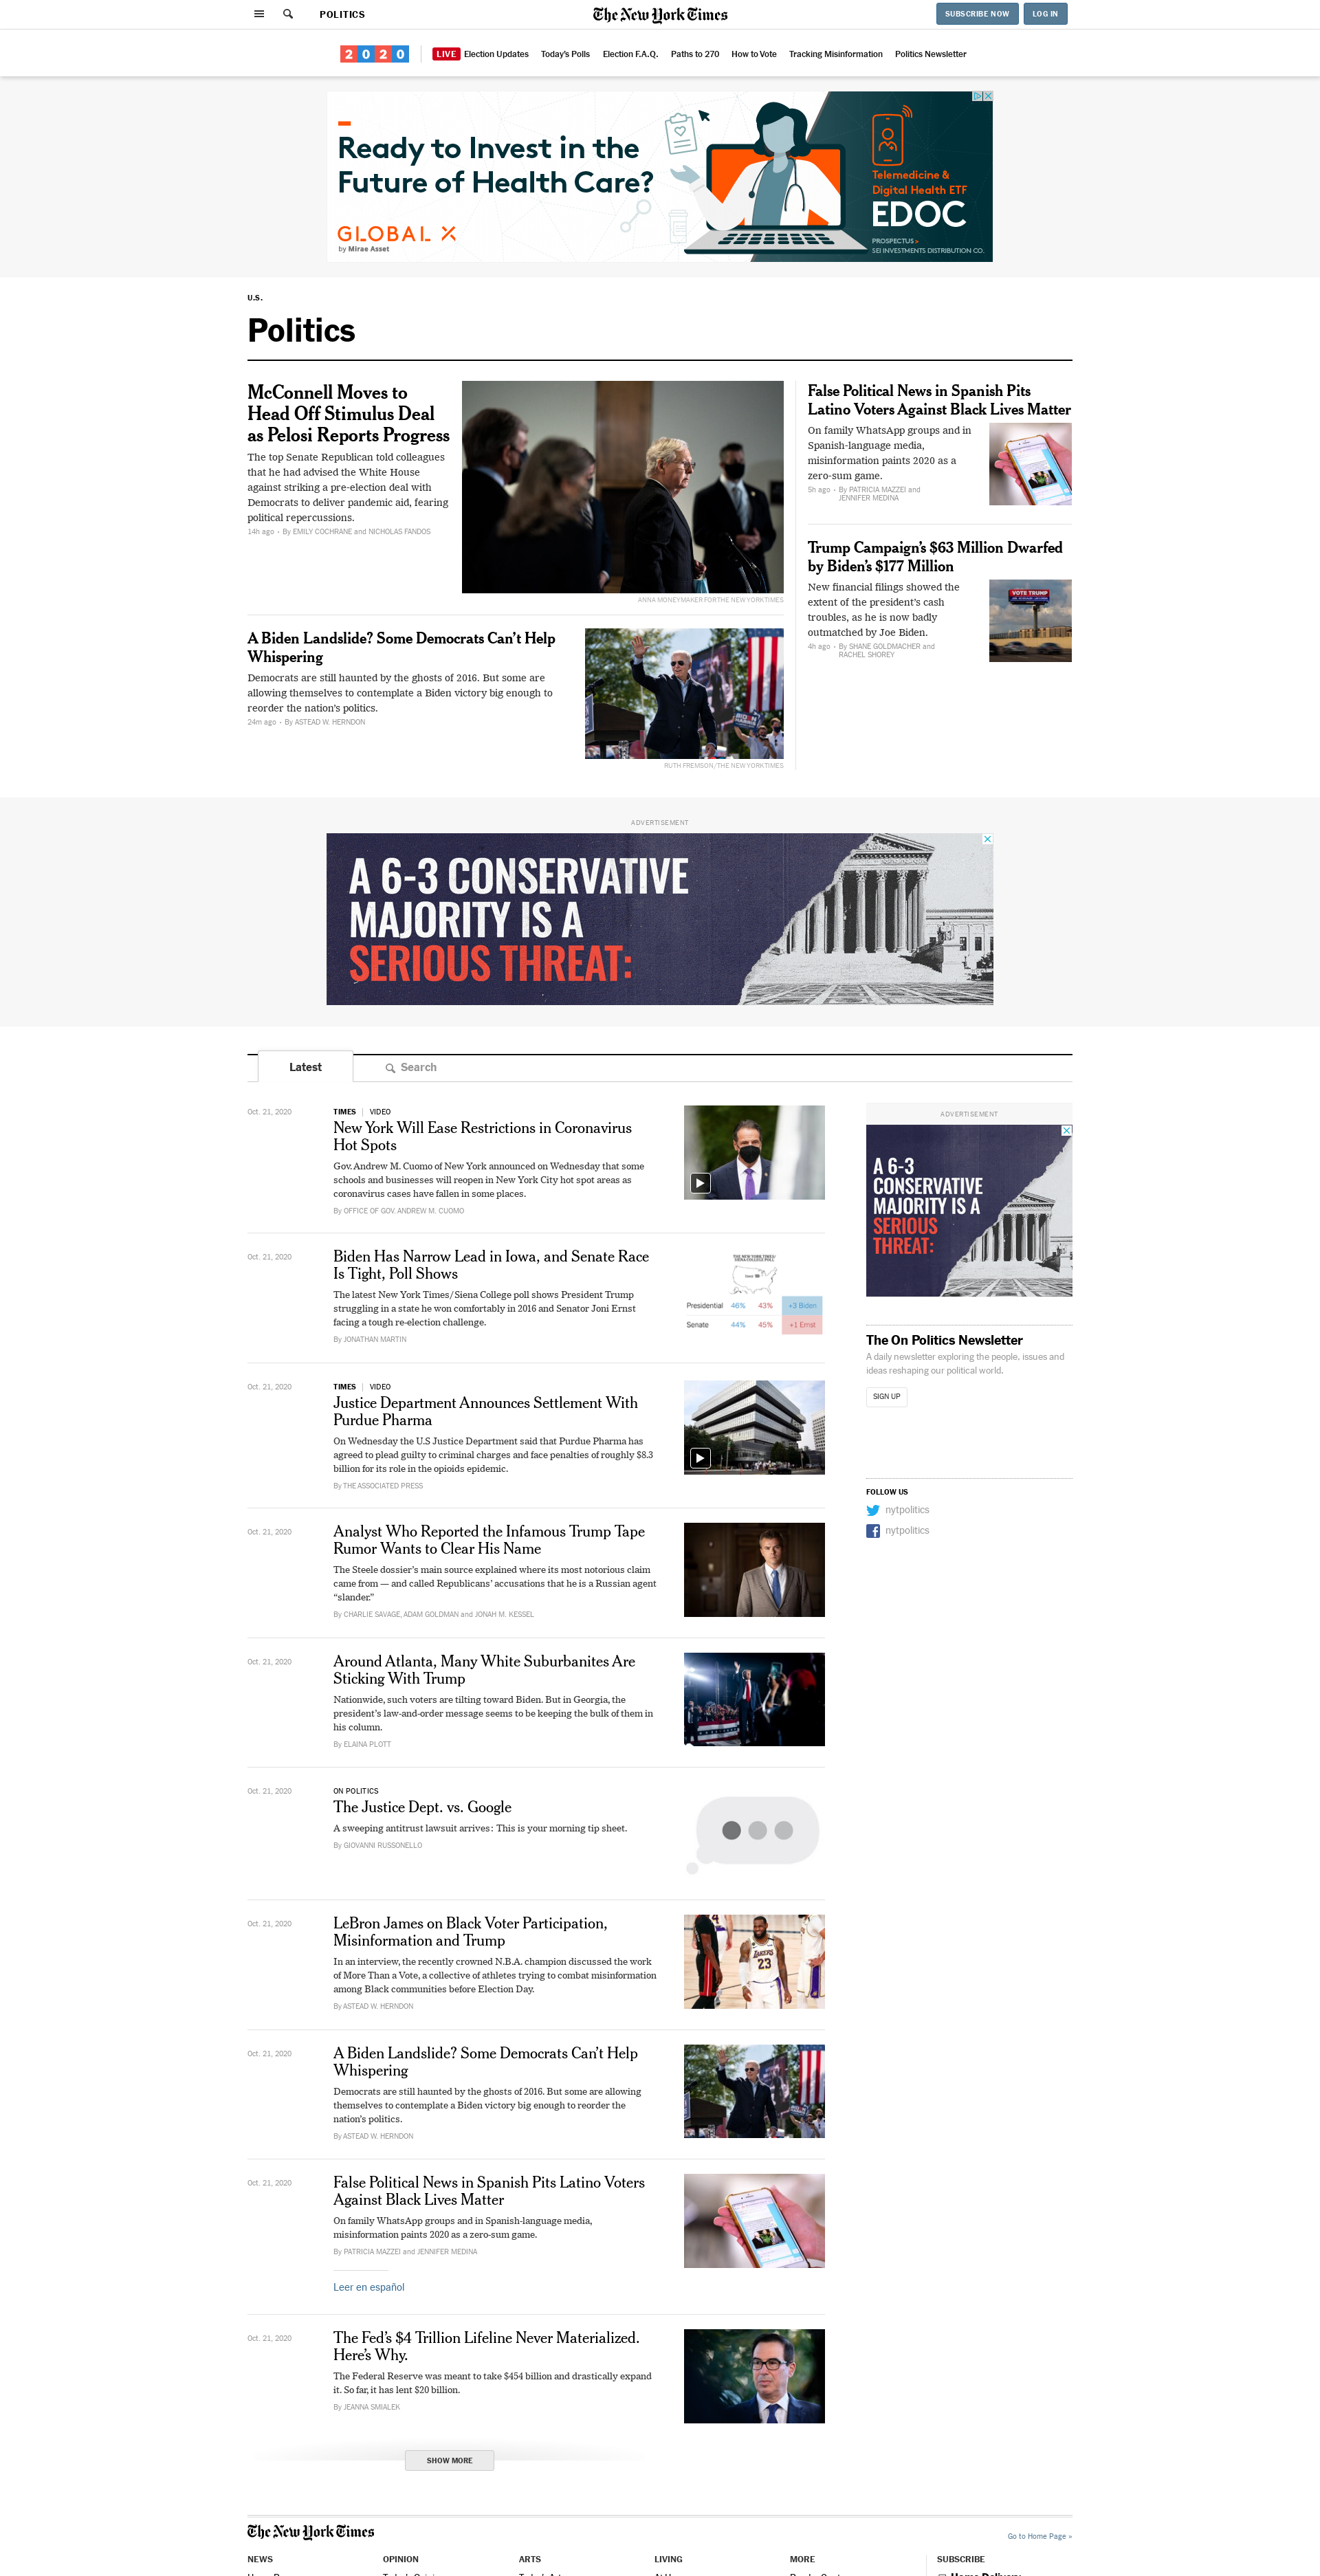 POLITICS
The New York Times
SUBSCRIBE NOW
LOG IN
2020
LIVE Election Updates
Today's Polls
Election F.A.Q.
Paths to 270
How to Vote
Tracking Misinformation
Politics Newsletter
Ready to Invest in the
Future of Health Care?
GLOBAL X
by Mirae Asset
Telemedicine &
Digital Health ETF
EDOC
PROSPECTUS >
SEI INVESTMENTS DISTRIBUTION CO.
U.S.
Politics
McConnell Moves to
Head Off Stimulus Deal
as Pelosi Reports Progress
The top Senate Republican told colleagues
that he had advised the White House
against striking a pre-election deal with
Democrats to deliver pandemic aid, fearing
political repercussions.
14h ago • By EMILY COCHRANE and NICHOLAS FANDOS
ANNA MONEYMAKER FOR THE NEW YORK TIMES
A Biden Landslide? Some Democrats Can't Help
Whispering
Democrats are still haunted by the ghosts of 2016. But some are
allowing themselves to contemplate a Biden victory big enough to
reorder the nation's politics.
24m ago • By ASTEAD W. HERNDON
RUTH FREMSON/THE NEW YORK TIMES
False Political News in Spanish Pits
Latino Voters Against Black Lives Matter
On family WhatsApp groups and in
Spanish-language media,
misinformation paints 2020 as a
zero-sum game.
5h ago • By PATRICIA MAZZEI and
JENNIFER MEDINA
Trump Campaign's $63 Million Dwarfed
by Biden's $177 Million
New financial filings showed the
extent of the president's cash
troubles, as he is now badly
outmatched by Joe Biden.
4h ago • By SHANE GOLDMACHER and
RACHEL SHOREY
VOTE TRUMP
ADVERTISEMENT
A 6-3 CONSERVATIVE
MAJORITY IS A
SERIOUS THREAT:
Latest
Search
Oct. 21, 2020
TIMES | VIDEO
New York Will Ease Restrictions in Coronavirus
Hot Spots
Gov. Andrew M. Cuomo of New York announced on Wednesday that some
schools and businesses will reopen in New York City hot spot areas as
coronavirus cases have fallen in some places.
By OFFICE OF GOV. ANDREW M. CUOMO
Oct. 21, 2020
Biden Has Narrow Lead in Iowa, and Senate Race
Is Tight, Poll Shows
The latest New York Times/Siena College poll shows President Trump
struggling in a state he won comfortably in 2016 and Senator Joni Ernst
facing a tough re-election challenge.
By JONATHAN MARTIN
THE NEW YORK TIMES/
SIENA COLLEGE POLL
Presidential 46% 43% +3 Biden
Senate 44% 45% +1 Ernst
Oct. 21, 2020
TIMES | VIDEO
Justice Department Announces Settlement With
Purdue Pharma
On Wednesday the U.S Justice Department said that Purdue Pharma has
agreed to plead guilty to criminal charges and face penalties of roughly $8.3
billion for its role in the opioids epidemic.
By THE ASSOCIATED PRESS
Oct. 21, 2020
Analyst Who Reported the Infamous Trump Tape
Rumor Wants to Clear His Name
The Steele dossier's main source explained where its most notorious claim
came from — and called Republicans' accusations that he is a Russian agent
“slander.”
By CHARLIE SAVAGE, ADAM GOLDMAN and JONAH M. KESSEL
Oct. 21, 2020
Around Atlanta, Many White Suburbanites Are
Sticking With Trump
Nationwide, such voters are tilting toward Biden. But in Georgia, the
president's law-and-order message seems to be keeping the bulk of them in
his column.
By ELAINA PLOTT
Oct. 21, 2020
ON POLITICS
The Justice Dept. vs. Google
A sweeping antitrust lawsuit arrives: This is your morning tip sheet.
By GIOVANNI RUSSONELLO
Oct. 21, 2020
LeBron James on Black Voter Participation,
Misinformation and Trump
In an interview, the recently crowned N.B.A. champion discussed the work
of More Than a Vote, a collective of athletes trying to combat misinformation
among Black communities before Election Day.
By ASTEAD W. HERNDON
LAKERS
23
Oct. 21, 2020
A Biden Landslide? Some Democrats Can't Help
Whispering
Democrats are still haunted by the ghosts of 2016. But some are allowing
themselves to contemplate a Biden victory big enough to reorder the
nation's politics.
By ASTEAD W. HERNDON
Oct. 21, 2020
False Political News in Spanish Pits Latino Voters
Against Black Lives Matter
On family WhatsApp groups and in Spanish-language media,
misinformation paints 2020 as a zero-sum game.
By PATRICIA MAZZEI and JENNIFER MEDINA
Leer en español
Oct. 21, 2020
The Fed's $4 Trillion Lifeline Never Materialized.
Here's Why.
The Federal Reserve was meant to take $454 billion and drastically expand
it. So far, it has lent $20 billion.
By JEANNA SMIALEK
SHOW MORE
ADVERTISEMENT
A 6-3
CONSERVATIVE
MAJORITY IS A
SERIOUS
THREAT:
The On Politics Newsletter
A daily newsletter exploring the people, issues and
ideas reshaping our political world.
SIGN UP
FOLLOW US
nytpolitics
nytpolitics
The New York Times
Go to Home Page »
NEWS
OPINION
ARTS
LIVING
MORE
SUBSCRIBE